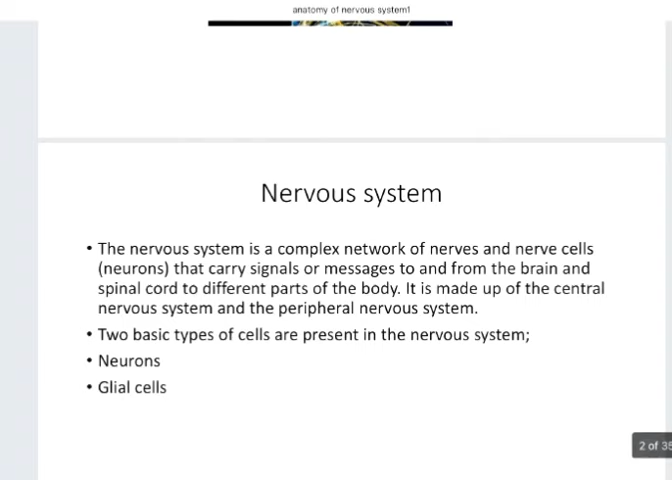 anatomy of nervous system1
Nervous system
• The nervous system is a complex network of nerves and nerve cells
(neurons) that carry signals or messages to and from the brain and
spinal cord to different parts of the body. It is made up of the central
nervous system and the peripheral nervous system.
• Two basic types of cells are present in the nervous system;
• Neurons
• Glial cells
2 of 35